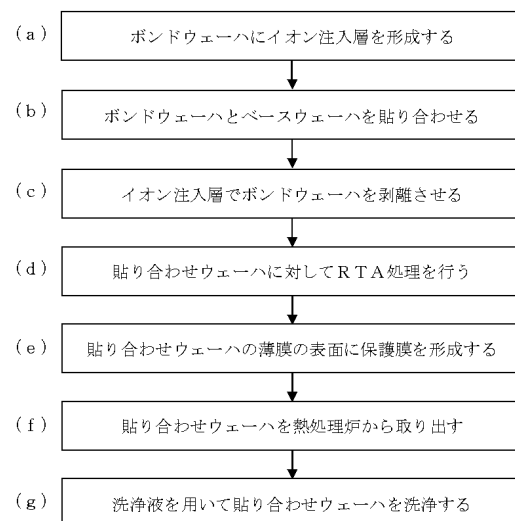 (a) ボンドウェーハにイオン注入層を形成する
(b) ボンドウェーハとベースウェーハを貼り合わせる
(c) イオン注入層でボンドウェーハを剥離させる
(d) 貼り合わせウェーハに対してRTA処理を行う
(e) 貼り合わせウェーハの薄膜の表面に保護膜を形成する
(f) 貼り合わせウェーハを熱処理炉から取り出す
(g) 洗浄液を用いて貼り合わせウェーハを洗浄する